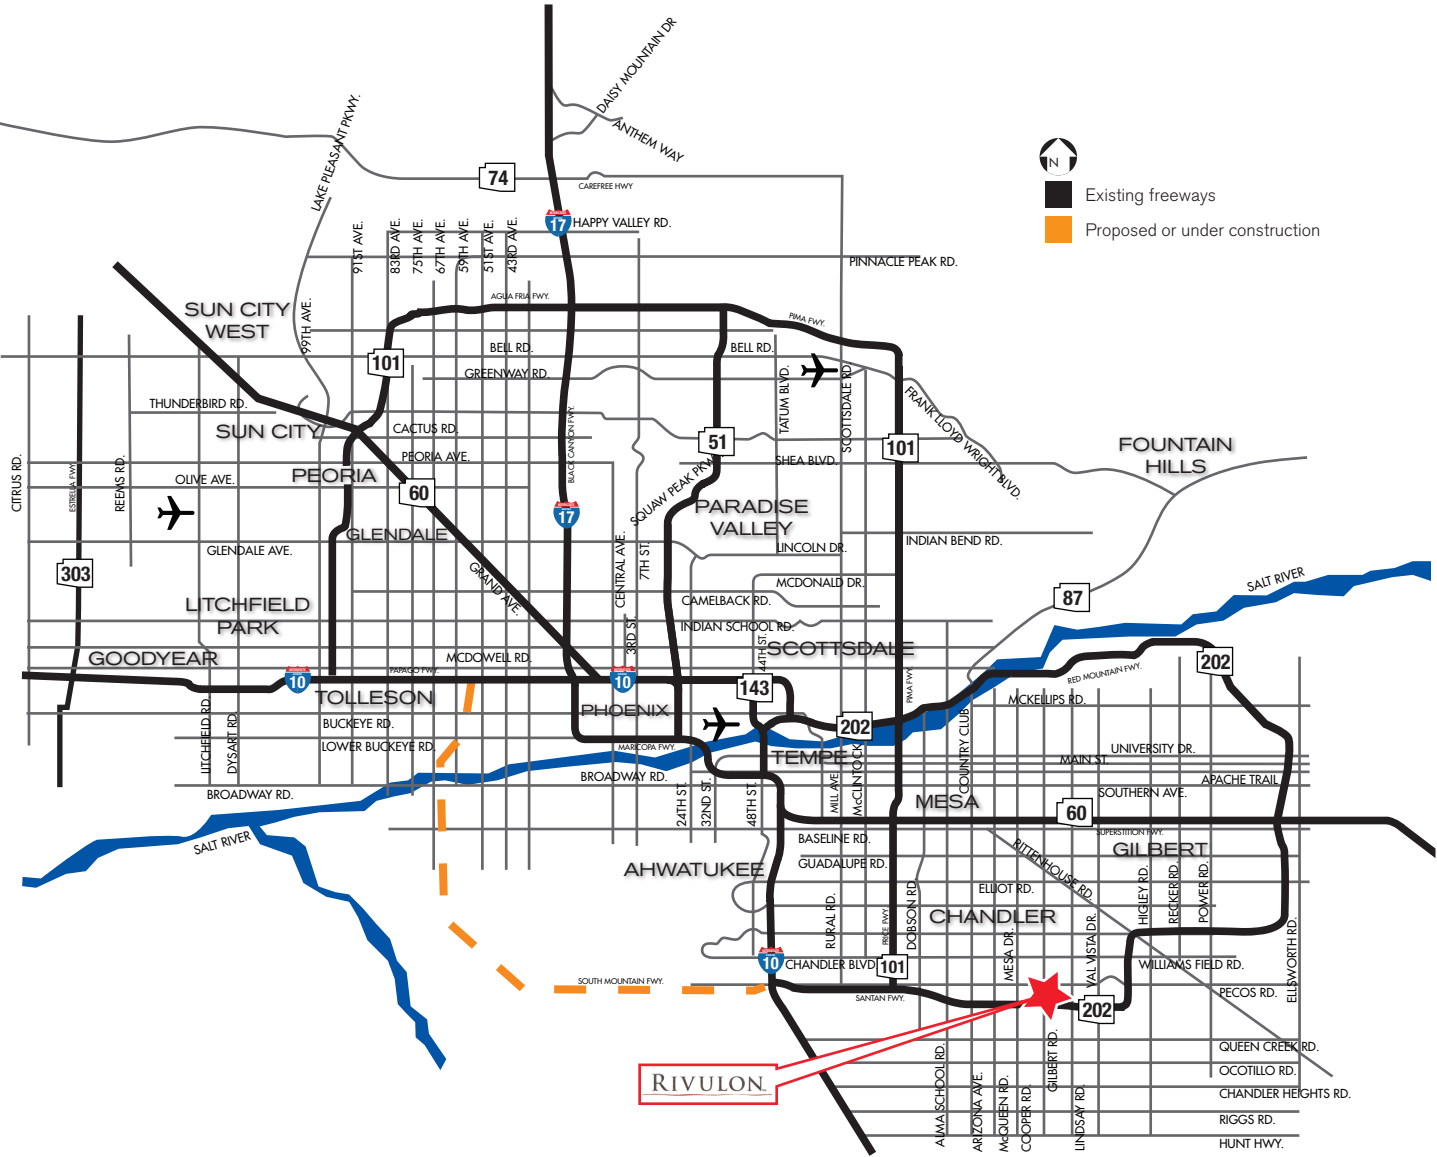 DAISY MOUNTAIN DR
ANTHEM WAY
LAKE PLEASANT PKWY.
74
CAREFREE HWY
N
Existing freeways
Proposed or under construction
17
HAPPY VALLEY RD.
91ST AVE.
83RD AVE.
75TH AVE.
67TH AVE.
59TH AVE.
51ST AVE.
43RD AVE.
PINNACLE PEAK RD.
AGUA FRIA FWY.
PIMA FWY.
SUN CITY
WEST
99TH AVE.
101
BELL RD.
BELL RD.
GREENWAY RD.
TATUM BLVD.
SCOTTSDALE RD.
FRANK LLOYD WRIGHT BLVD.
THUNDERBIRD RD.
SUN CITY
CACTUS RD.
BLACK CANYON FWY.
51
101
FOUNTAIN
HILLS
CITRUS RD.
ESTRELLA FWY.
REEMS RD.
PEORIA AVE.
PEORIA
OLIVE AVE.
60
SHEA BLVD.
SQUAW PEAK PKWY
PARADISE
VALLEY
17
GLENDALE
GLENDALE AVE.
LINCOLN DR.
INDIAN BEND RD.
303
GRAND AVE.
CENTRAL AVE.
7TH ST.
MCDONALD DR.
SALT RIVER
87
LITCHFIELD
PARK
CAMELBACK RD.
INDIAN SCHOOL RD.
3RD ST.
44TH ST.
SCOTTSDALE
GOODYEAR
MCDOWELL RD.
PAPAGO FWY.
10
10
143
PIMA FWY.
RED MOUNTAIN FWY.
202
TOLLESON
PHOENIX
MCKELLIPS RD.
LITCHFIELD RD.
DYSART RD.
BUCKEYE RD.
LOWER BUCKEYE RD.
MARICOPA FWY.
202
COUNTRY CLUB
TEMPE
UNIVERSITY DR.
MAIN ST.
BROADWAY RD.
BROADWAY RD.
APACHE TRAIL
SOUTHERN AVE.
24TH ST.
32ND ST.
48TH ST.
MILL AVE.
McCLINTOCK
MESA
60
SUPERSTITION FWY.
SALT RIVER
BASELINE RD.
GUADALUPE RD.
RITTENHOUSE RD.
GILBERT
AHWATUKEE
ELLIOT RD.
HIGLEY RD.
RECKER RD.
POWER RD.
RURAL RD.
PRICE FWY
DOBSON RD.
CHANDLER
MESA DR.
VAL VISTA DR.
ELLSWORTH RD.
10
CHANDLER BLVD
101
WILLIAMS FIELD RD.
SOUTH MOUNTAIN FWY.
SANTAN FWY.
PECOS RD.
202
RIVULON
GILBERT RD.
QUEEN CREEK RD.
OCOTILLO RD.
CHANDLER HEIGHTS RD.
RIGGS RD.
HUNT HWY.
ALMA SCHOOL RD.
ARIZONA AVE.
McQUEEN RD.
COOPER RD.
LINDSAY RD.